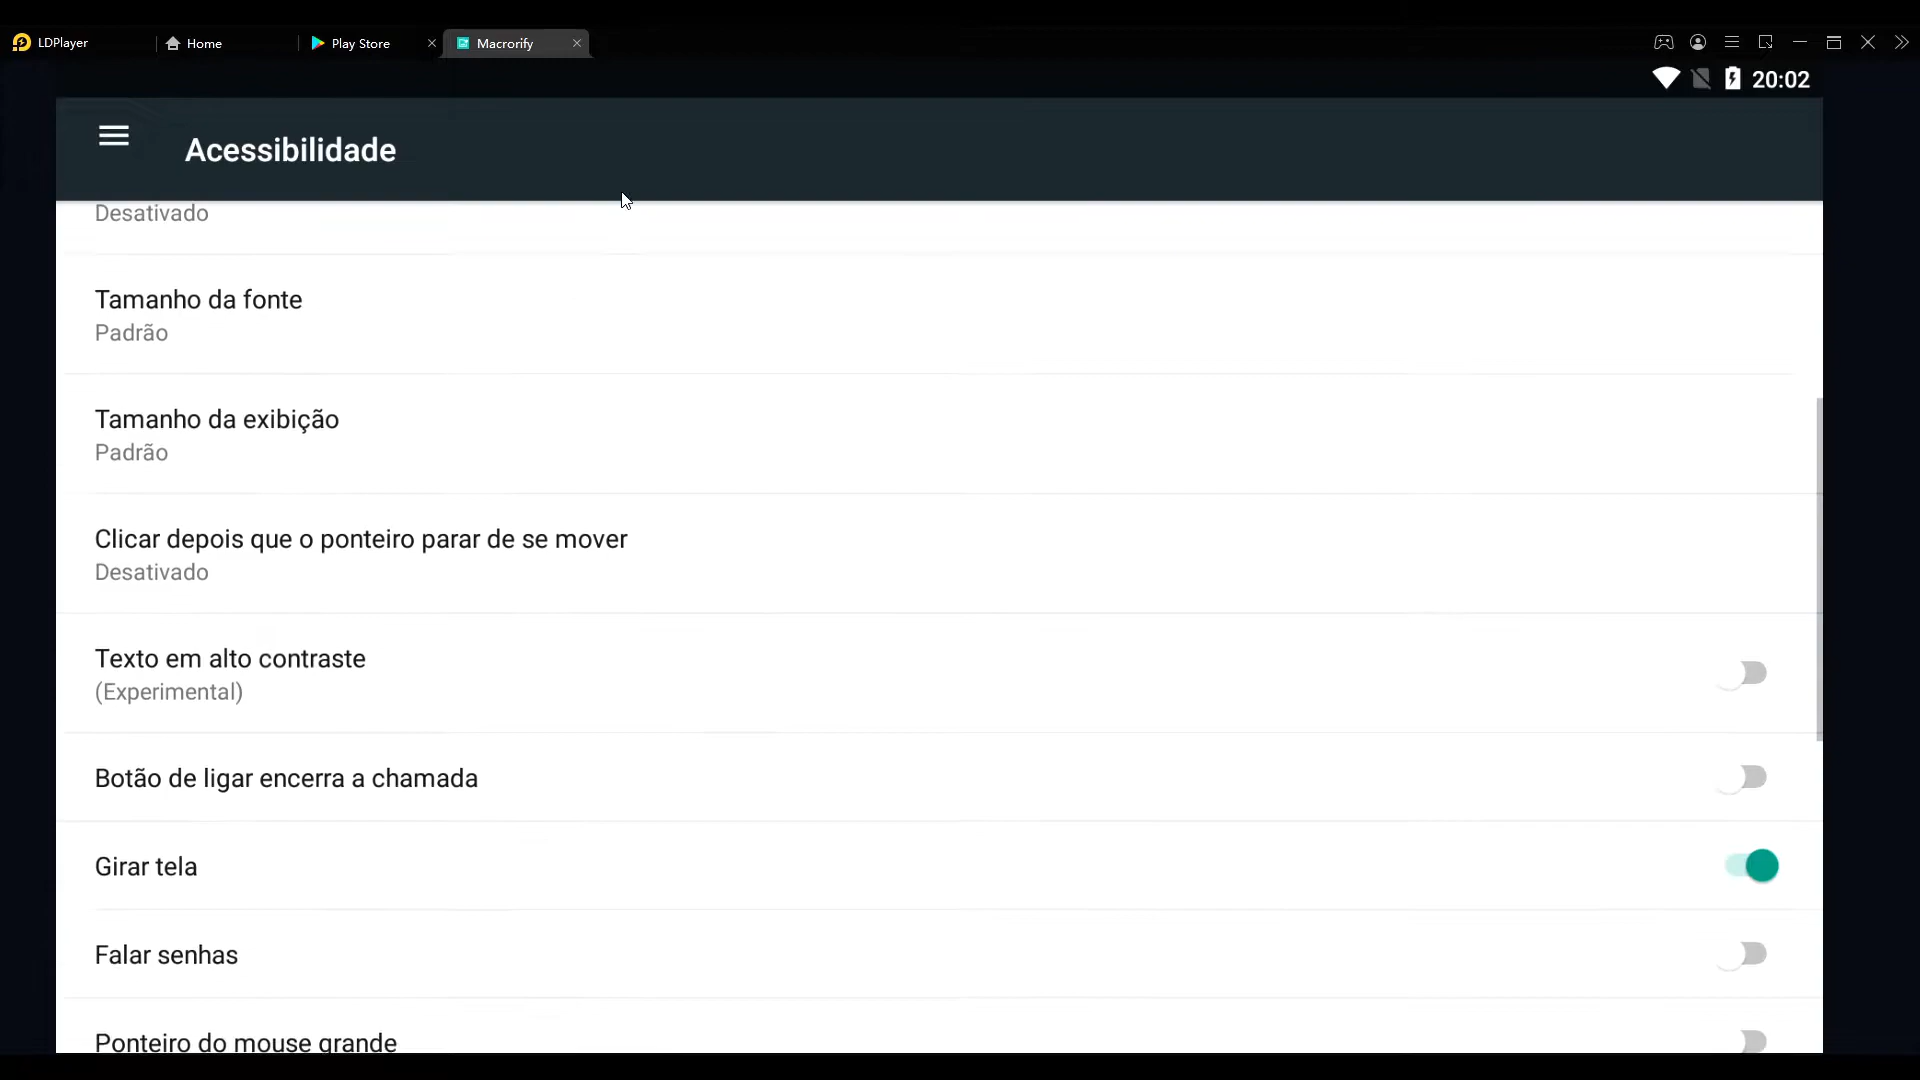 LDPlayer
Home
Play Store
Macrorify
20:02
Acessibilidade
Desativado
Tamanho da fonte
Padrão
Tamanho da exibição
Padrão
Clicar depois que o ponteiro parar de se mover
Desativado
Texto em alto contraste
(Experimental)
Botão de ligar encerra a chamada
Girar tela
Falar senhas
Ponteiro do mouse grande